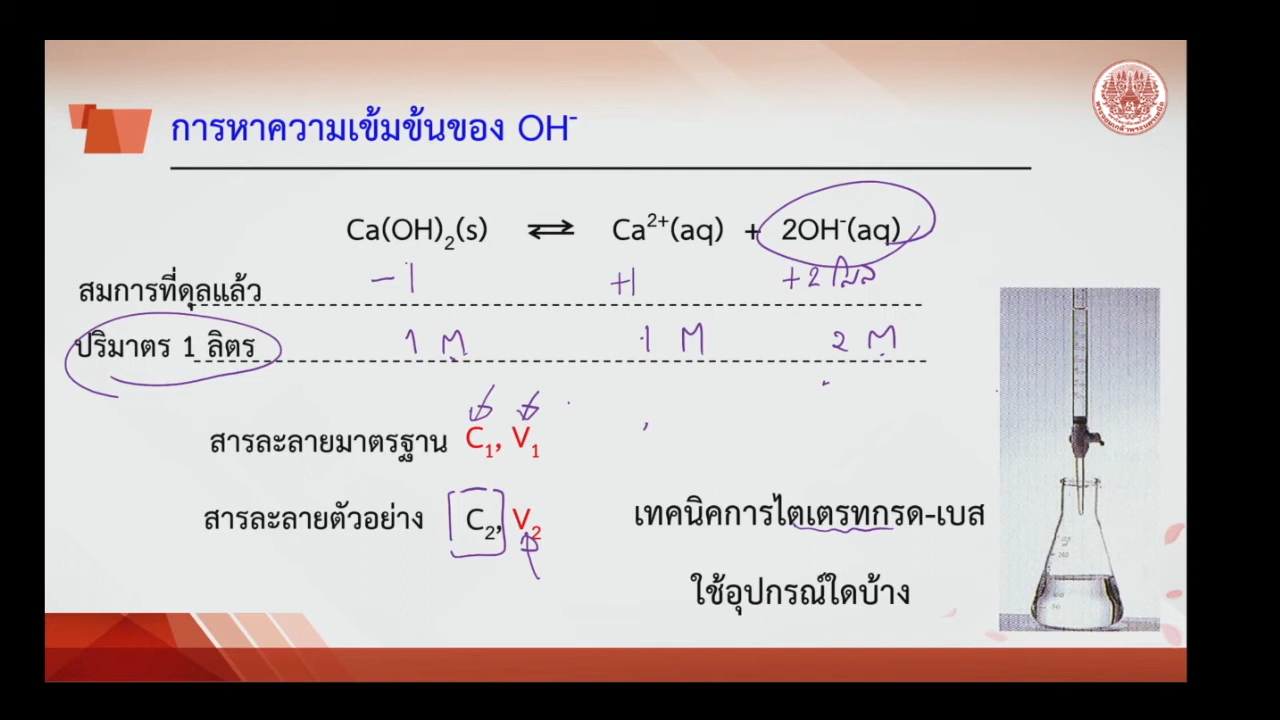 การหาความเข้มข้นของ OH⁻
Ca(OH)₂(s) ⇌ Ca²⁺(aq) + 2OH⁻(aq)
สมการที่ดุลแล้ว −1 +1 +2 โมล
ปริมาตร 1 ลิตร 1 M 1 M 2 M
สารละลายมาตรฐาน C₁, V₁
สารละลายตัวอย่าง C₂, V₂
เทคนิคการไตเตรทกรด-เบส
ใช้อุปกรณ์ใดบ้าง